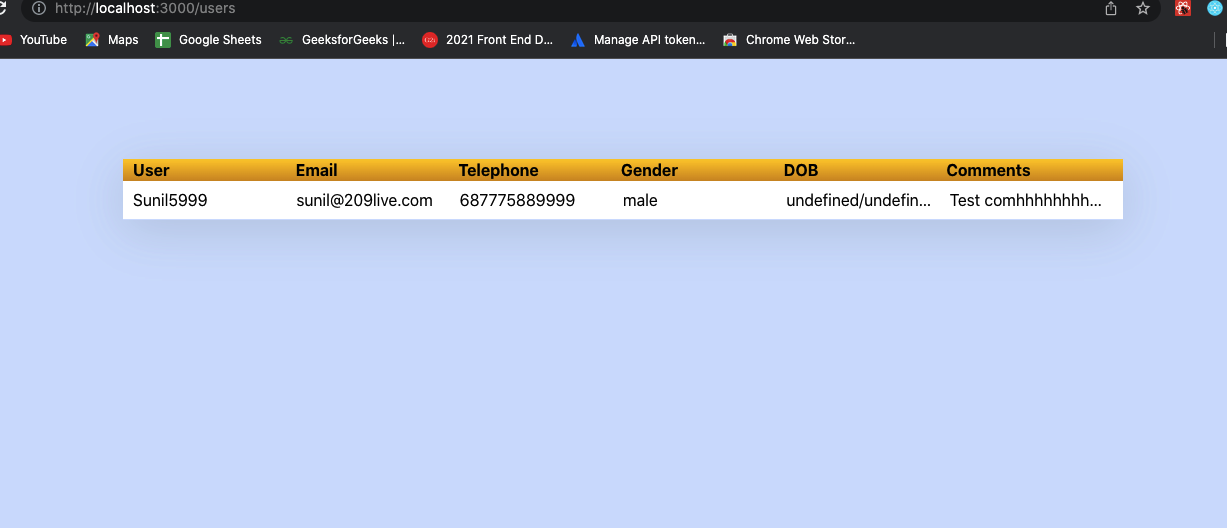 http://localhost:3000/users
YouTube Maps Google Sheets GeeksforGeeks |... 2021 Front End D... Manage API token... Chrome Web Stor...
User Email Telephone Gender DOB Comments
Sunil5999 sunil@209live.com 687775889999 male undefined/undefin... Test comhhhhhhhh...